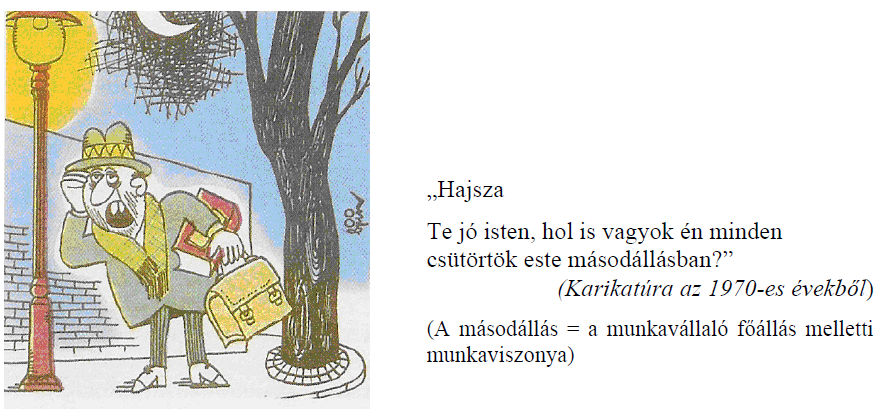 „Hajsza
Te jó isten, hol is vagyok én minden
csütörtök este másodállásban?”
(Karikatúra az 1970-es évekből)
(A másodállás = a munkavállaló főállás melletti
munkaviszonya)